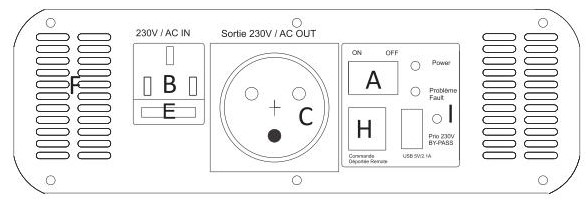 230V / AC IN
Sortie 230V / AC OUT
ON
OFF
Power
A
F
B
Problème
Fault
E
C
H
I
Prio 230V
BY-PASS
Commande
Déportée Remote
USB 5V/2.1A